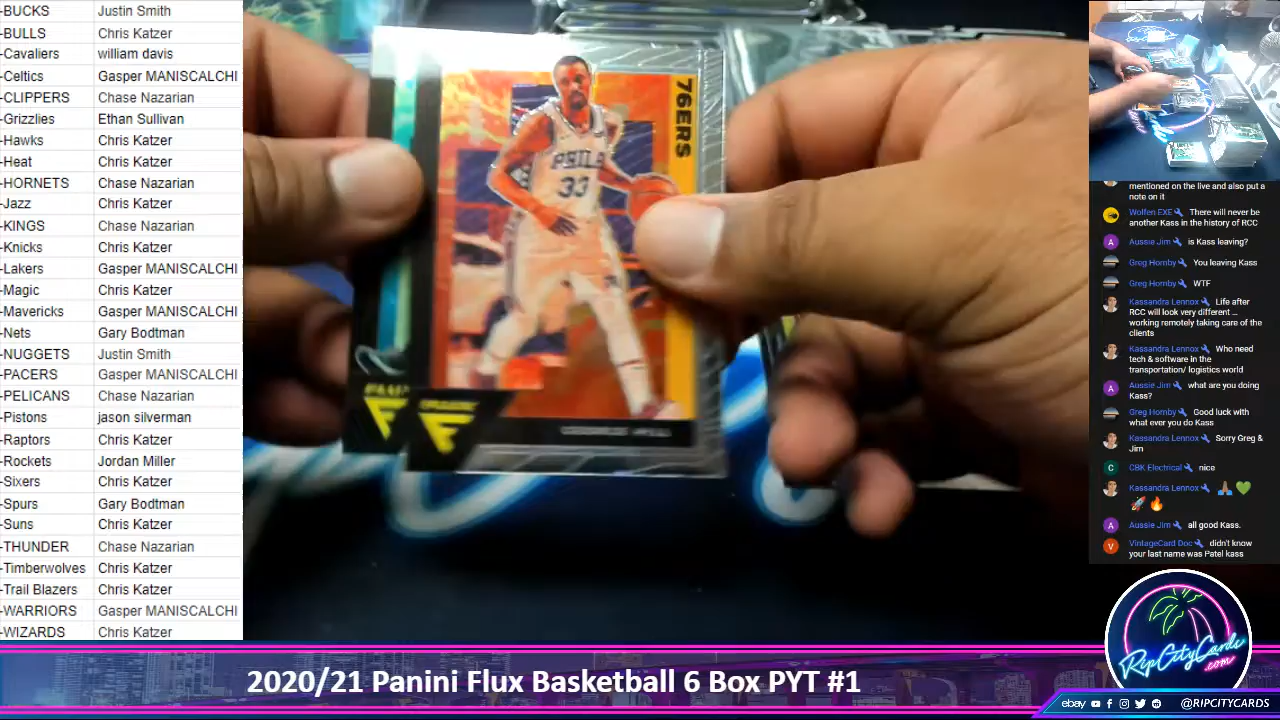 -BUCKS Justin Smith
-BULLS Chris Katzer
-Cavaliers william davis
-Celtics Gasper MANISCALCHI
-CLIPPERS Chase Nazarian
-Grizzlies Ethan Sullivan
-Hawks Chris Katzer
-Heat Chris Katzer
-HORNETS Chase Nazarian
-Jazz Chris Katzer
-KINGS Chase Nazarian
-Knicks Chris Katzer
-Lakers Gasper MANISCALCHI
-Magic Chris Katzer
-Mavericks Gasper MANISCALCHI
-Nets Gary Bodtman
-NUGGETS Justin Smith
-PACERS Gasper MANISCALCHI
-PELICANS Chase Nazarian
-Pistons jason silverman
-Raptors Chris Katzer
-Rockets Jordan Miller
-Sixers Chris Katzer
-Spurs Gary Bodtman
-Suns Chris Katzer
-THUNDER Chase Nazarian
-Timberwolves Chris Katzer
-Trail Blazers Chris Katzer
-WARRIORS Gasper MANISCALCHI
-WIZARDS Chris Katzer
76ERS
PHILA
33
mentioned on the live and also put a
note on it
Wolfen EXE There will never be
another Kass in the history of RCC
Aussie Jim is Kass leaving?
Greg Hornby You leaving Kass
Greg Hornby WTF
Kassandra Lennox Life after
RCC will look very different ...
working remotely taking care of the
clients
Kassandra Lennox Who need
tech & software in the
transportation/ logistics world
Aussie Jim what are you doing
Kass?
Greg Hornby Good luck with
what ever you do Kass
Kassandra Lennox Sorry Greg &
Jim
CBK Electrical nice
Kassandra Lennox
Aussie Jim all good Kass.
VintageCard Doc didn't know
your last name was Patel kass
RipCityCards
.com
2020/21 Panini Flux Basketball 6 Box PYT #1
ebay @RIPCITYCARDS